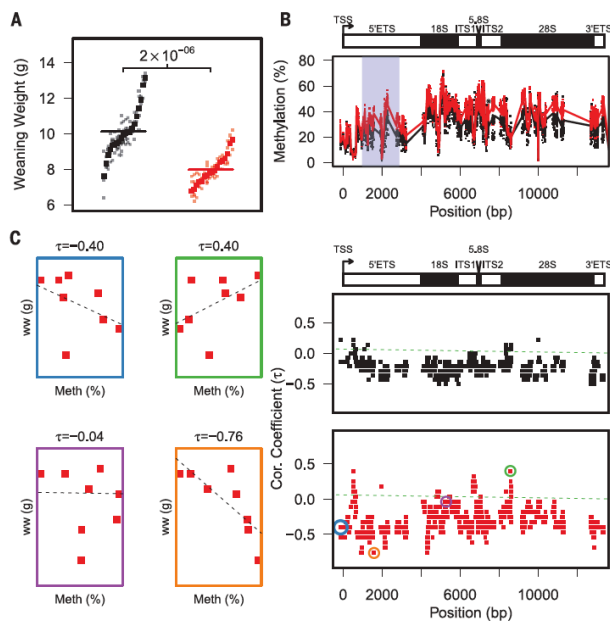 A
2×10⁻⁰⁶
Weaning Weight (g)
14
12
10
8
6
B
TSS
5'ETS
18S
ITS1
5.8S
ITS2
28S
3'ETS
Methylation (%)
80
60
40
20
0
0
2000
6000
10000
Position (bp)
C
τ=−0.40
ww (g)
Meth (%)
τ=0.40
ww (g)
Meth (%)
τ=−0.04
ww (g)
Meth (%)
τ=−0.76
ww (g)
Meth (%)
TSS
5'ETS
18S
ITS1
5.8S
ITS2
28S
3'ETS
Cor. Coefficient (τ)
0.5
0.0
−0.5
0.5
0.0
−0.5
0
2000
6000
10000
Position (bp)